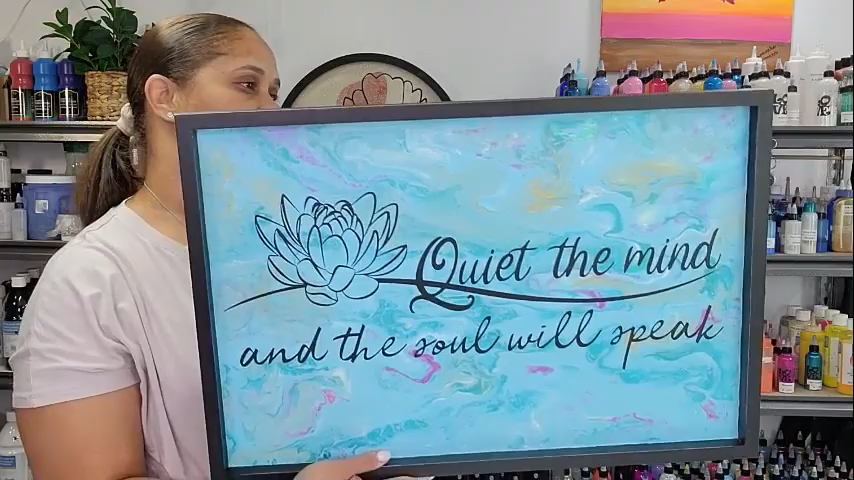 Quiet the mind
and the soul will speak